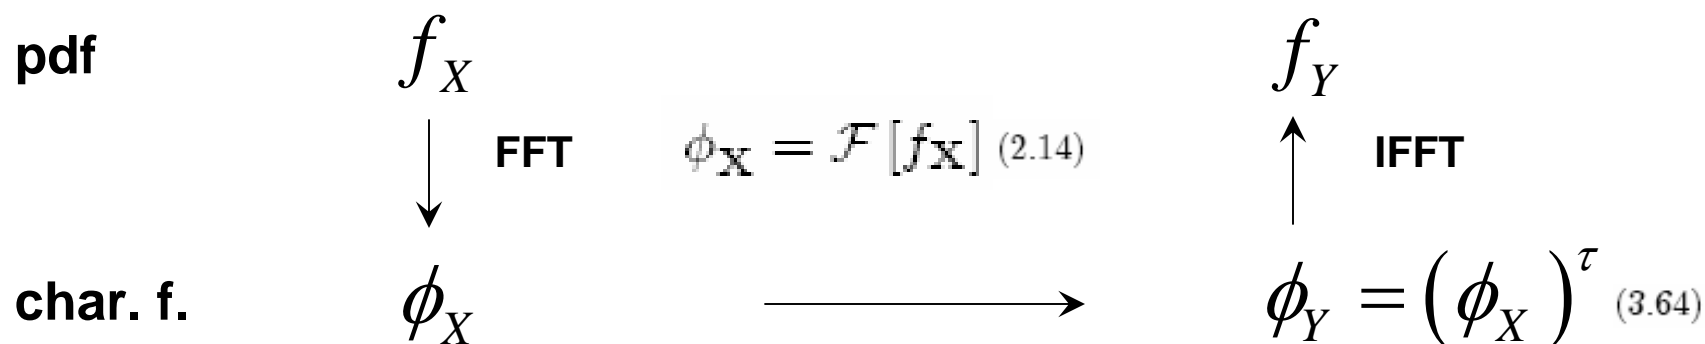 pdf f_X f_Y
FFT ϕ_X = ℱ [f_X] (2.14) IFFT
char. f. ϕ_X ϕ_Y = (ϕ_X)^τ (3.64)